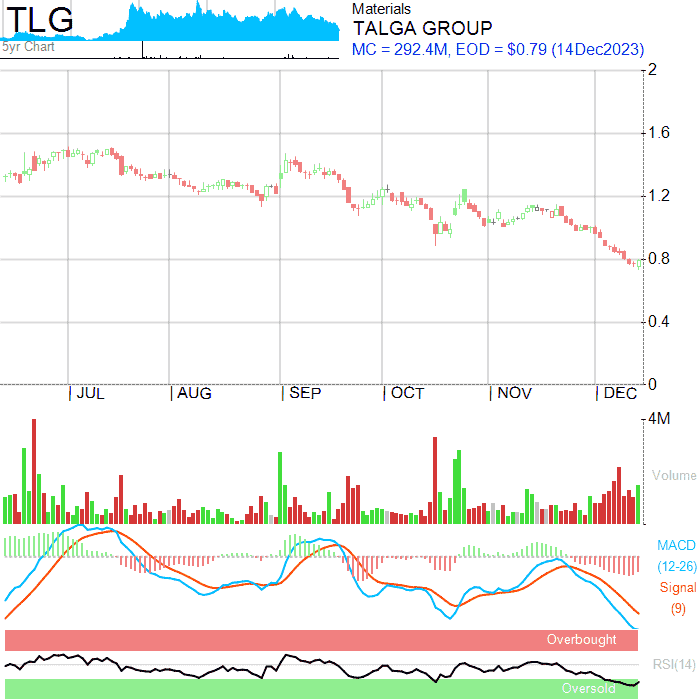 TLG
5yr Chart
Materials
TALGA GROUP
MC = 292.4M, EOD = $0.79 (14Dec2023)
2
1.6
1.2
0.8
0.4
0
JUL
AUG
SEP
OCT
NOV
DEC
4M
Volume
MACD
(12-26)
Signal
(9)
Overbought
RSI(14)
Oversold